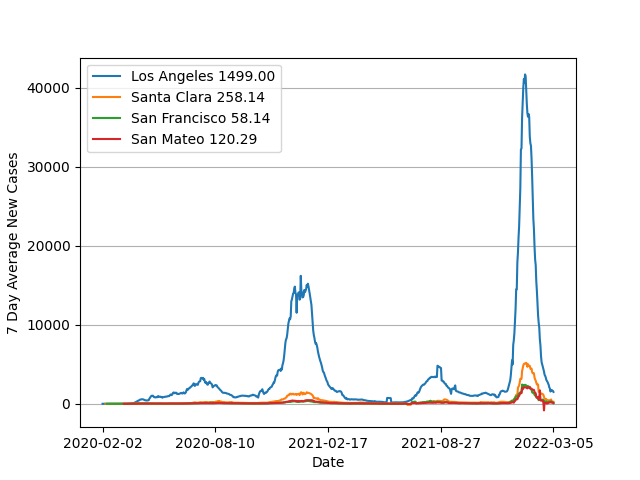 Los Angeles 1499.00
Santa Clara 258.14
San Francisco 58.14
San Mateo 120.29
7 Day Average New Cases
40000
30000
20000
10000
0
2020-02-02 2020-08-10 2021-02-17 2021-08-27 2022-03-05
Date